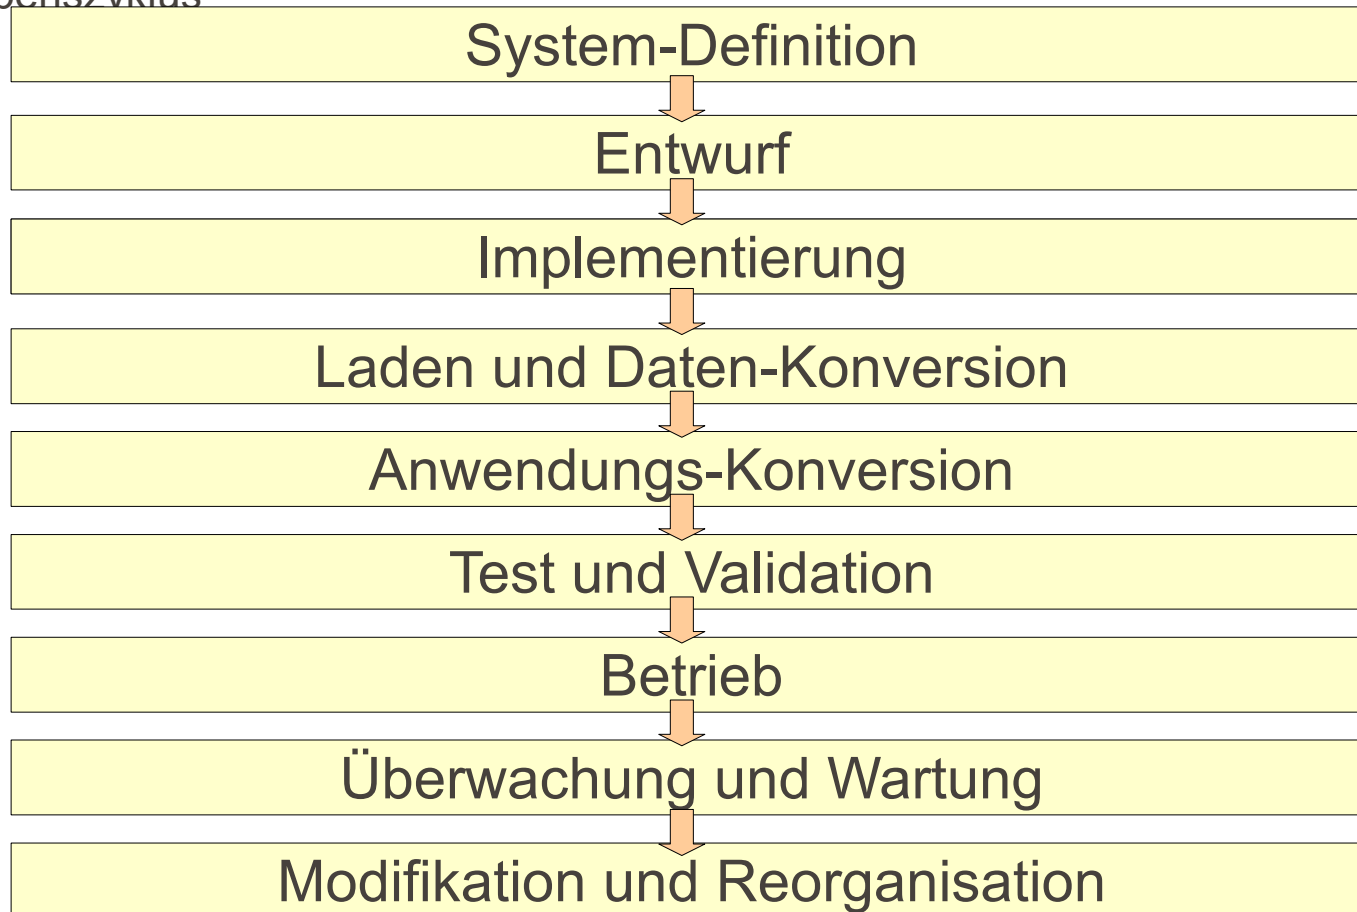 System-Definition
Entwurf
Implementierung
Laden und Daten-Konversion
Anwendungs-Konversion
Test und Validation
Betrieb
Überwachung und Wartung
Modifikation und Reorganisation